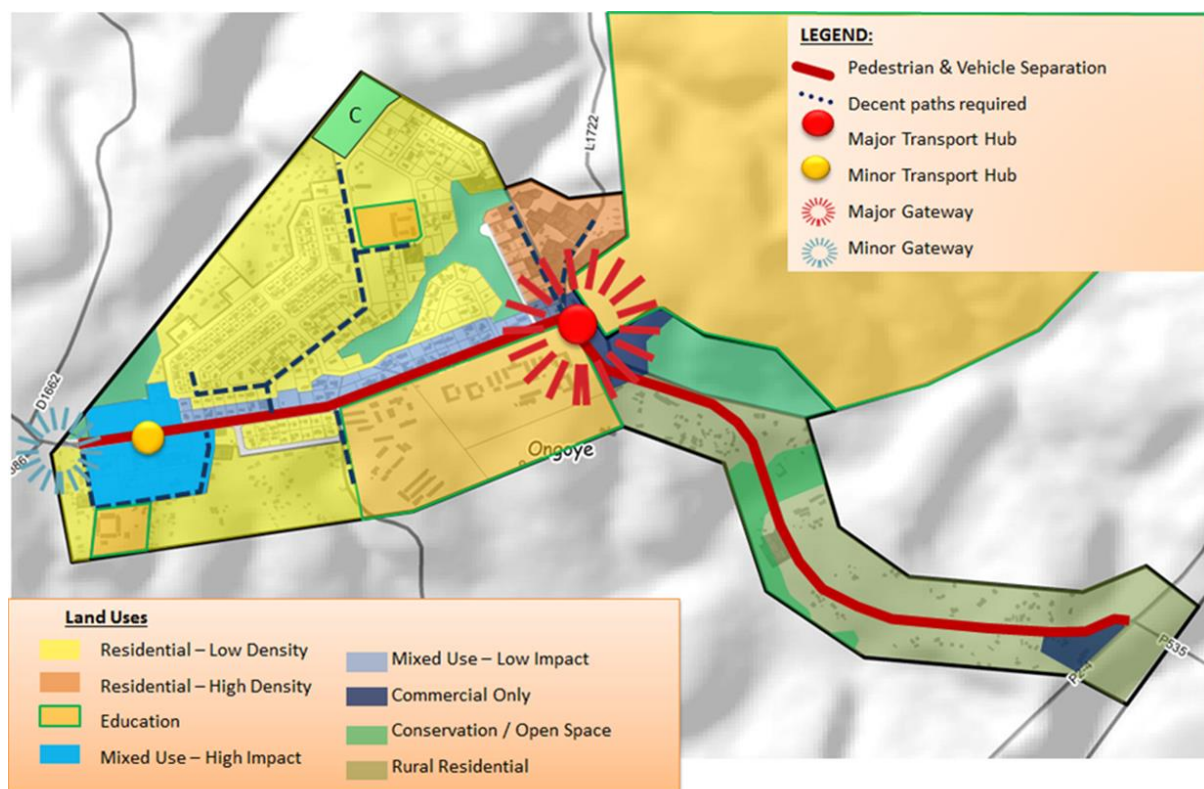 LEGEND:
Pedestrian & Vehicle Separation
Decent paths required
Major Transport Hub
Minor Transport Hub
Major Gateway
Minor Gateway
L1722
C
D1662
Ongoye
P535
Land Uses
Residential – Low Density
Residential – High Density
Education
Mixed Use – High Impact
Mixed Use – Low Impact
Commercial Only
Conservation / Open Space
Rural Residential